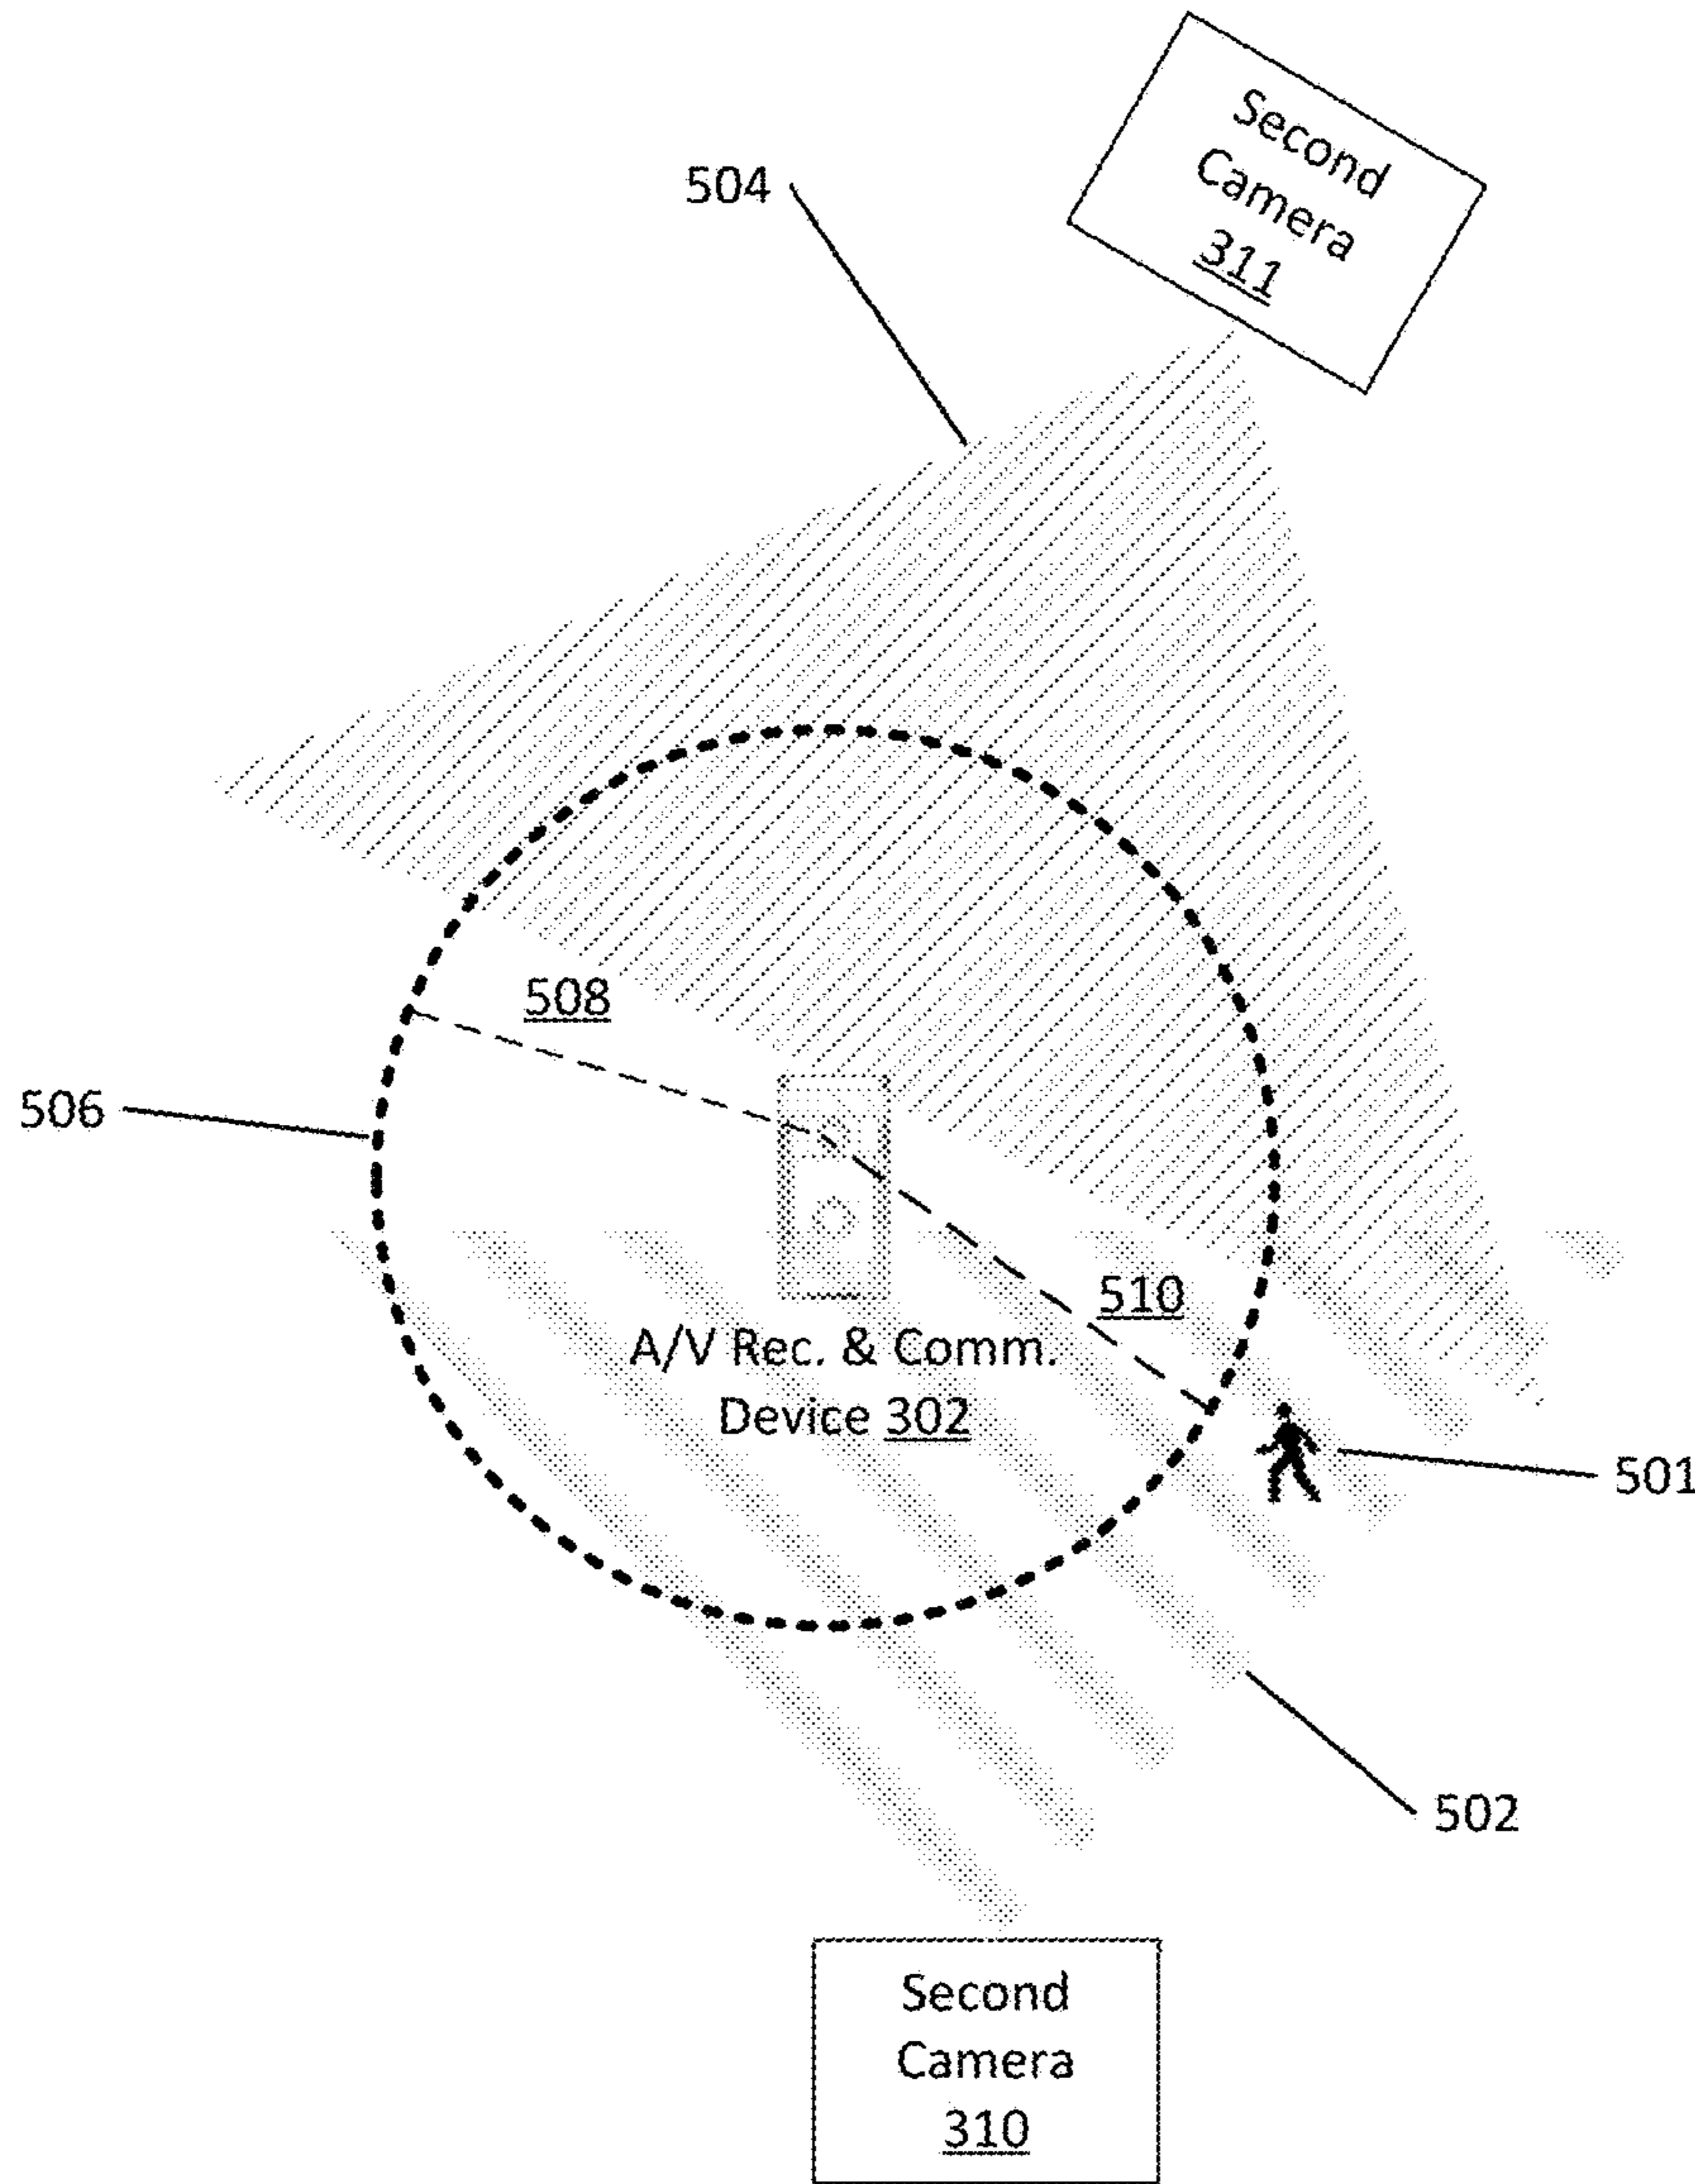 Second
Camera
311
504
508
506
510
A/V Rec. & Comm.
Device 302
501
502
Second
Camera
310